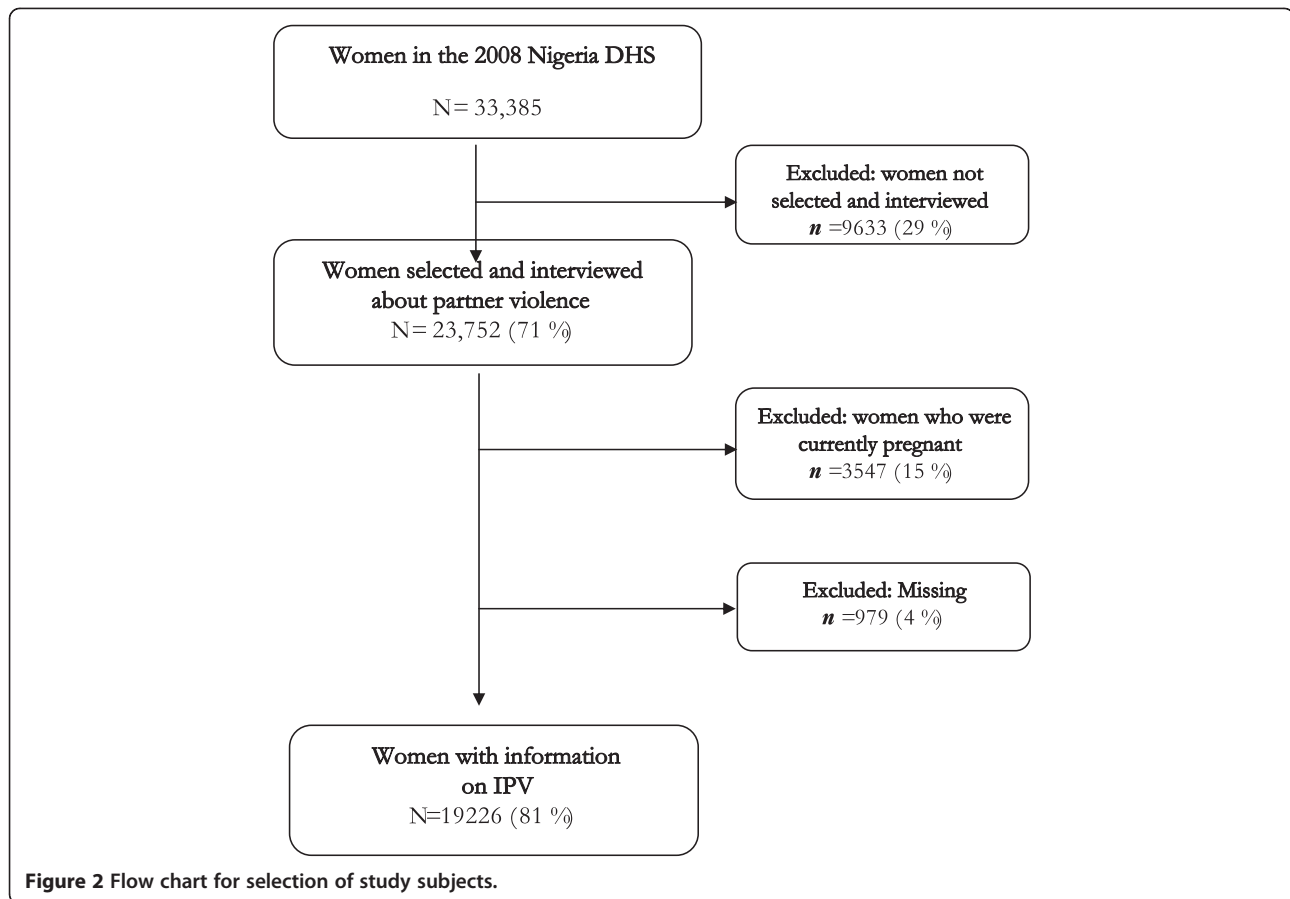 Women in the 2008 Nigeria DHS
N= 33,385
Excluded: women not
selected and interviewed
n =9633 (29 %)
Women selected and interviewed
about partner violence
N= 23,752 (71 %)
Excluded: women who were
currently pregnant
n =3547 (15 %)
Excluded: Missing
n =979 (4 %)
Women with information
on IPV
N=19226 (81 %)
Figure 2 Flow chart for selection of study subjects.